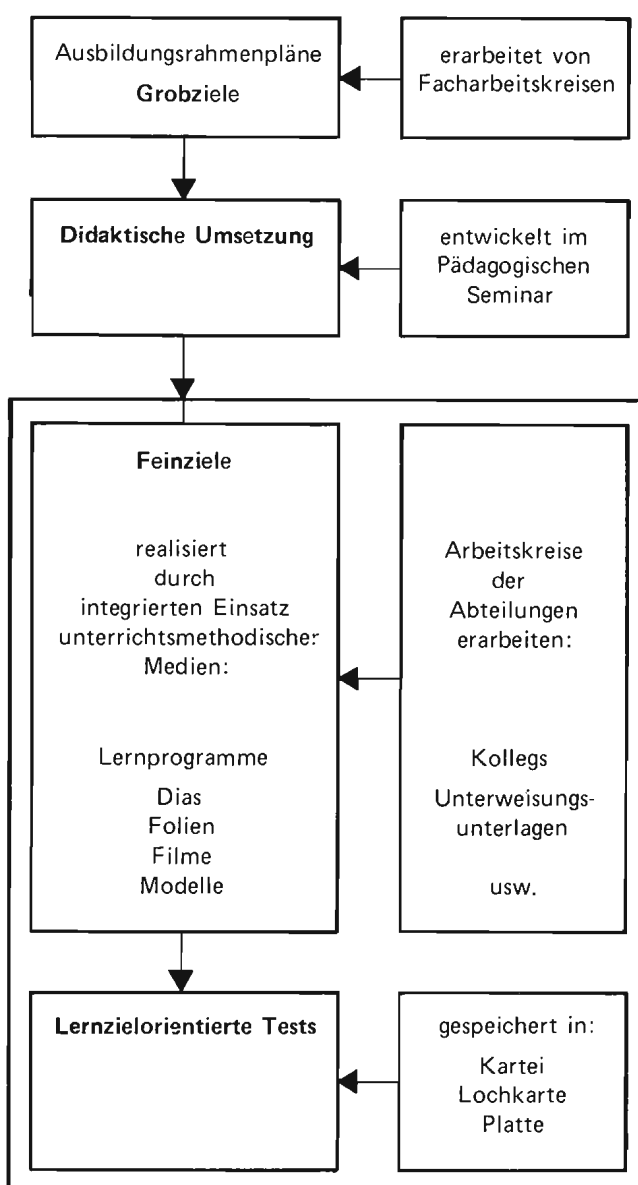 Ausbildungsrahmenpläne
Grobziele
erarbeitet von
Facharbeitskreisen
Didaktische Umsetzung
entwickelt im
Pädagogischen
Seminar
Feinziele
realisiert
durch
integrierten Einsatz
unterrichtsmethodischer
Medien:
Lernprogramme
Dias
Folien
Filme
Modelle
Arbeitskreise
der
Abteilungen
erarbeiten:
Kollegs
Unterweisungs-
unterlagen
usw.
Lernzielorientierte Tests
gespeichert in:
Kartei
Lochkarte
Platte